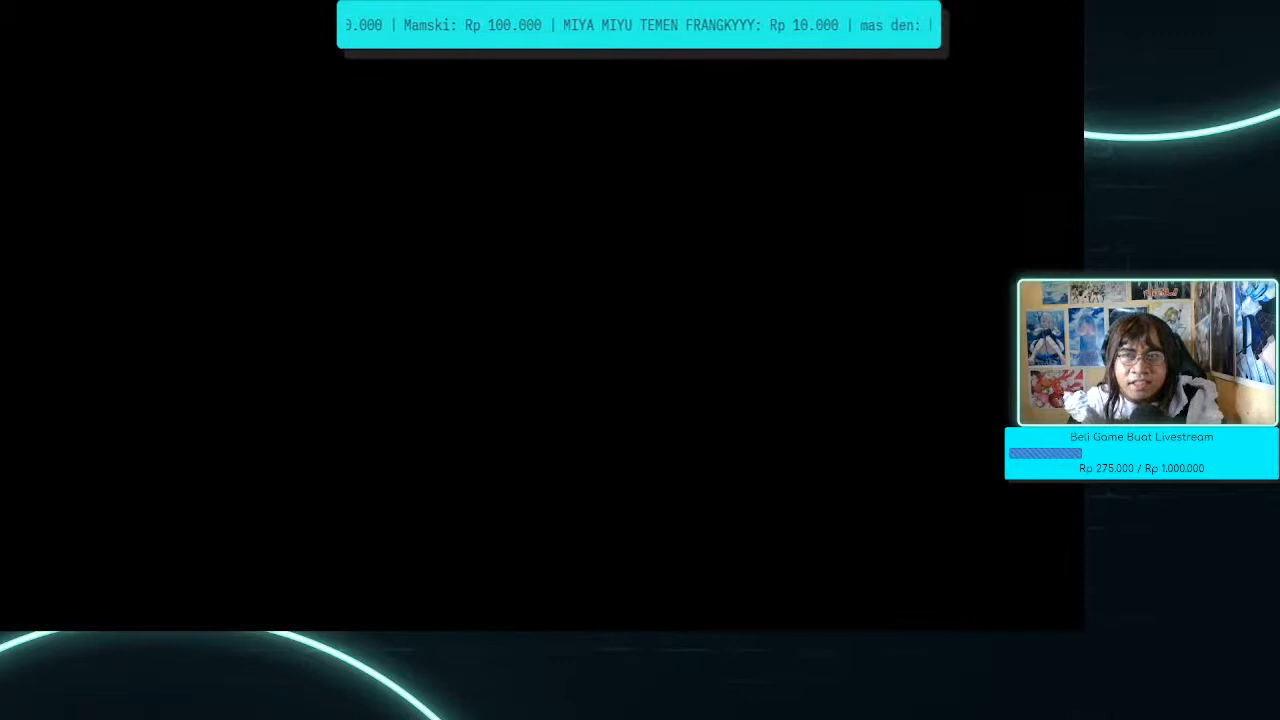 0.000 | Mamski: Rp 100.000 | MIYA MIYU TEMEN FRANGKYYY: Rp 10.000 | mas den:
Beli Game Buat Livestream
Rp 275.000 / Rp 1.000.000